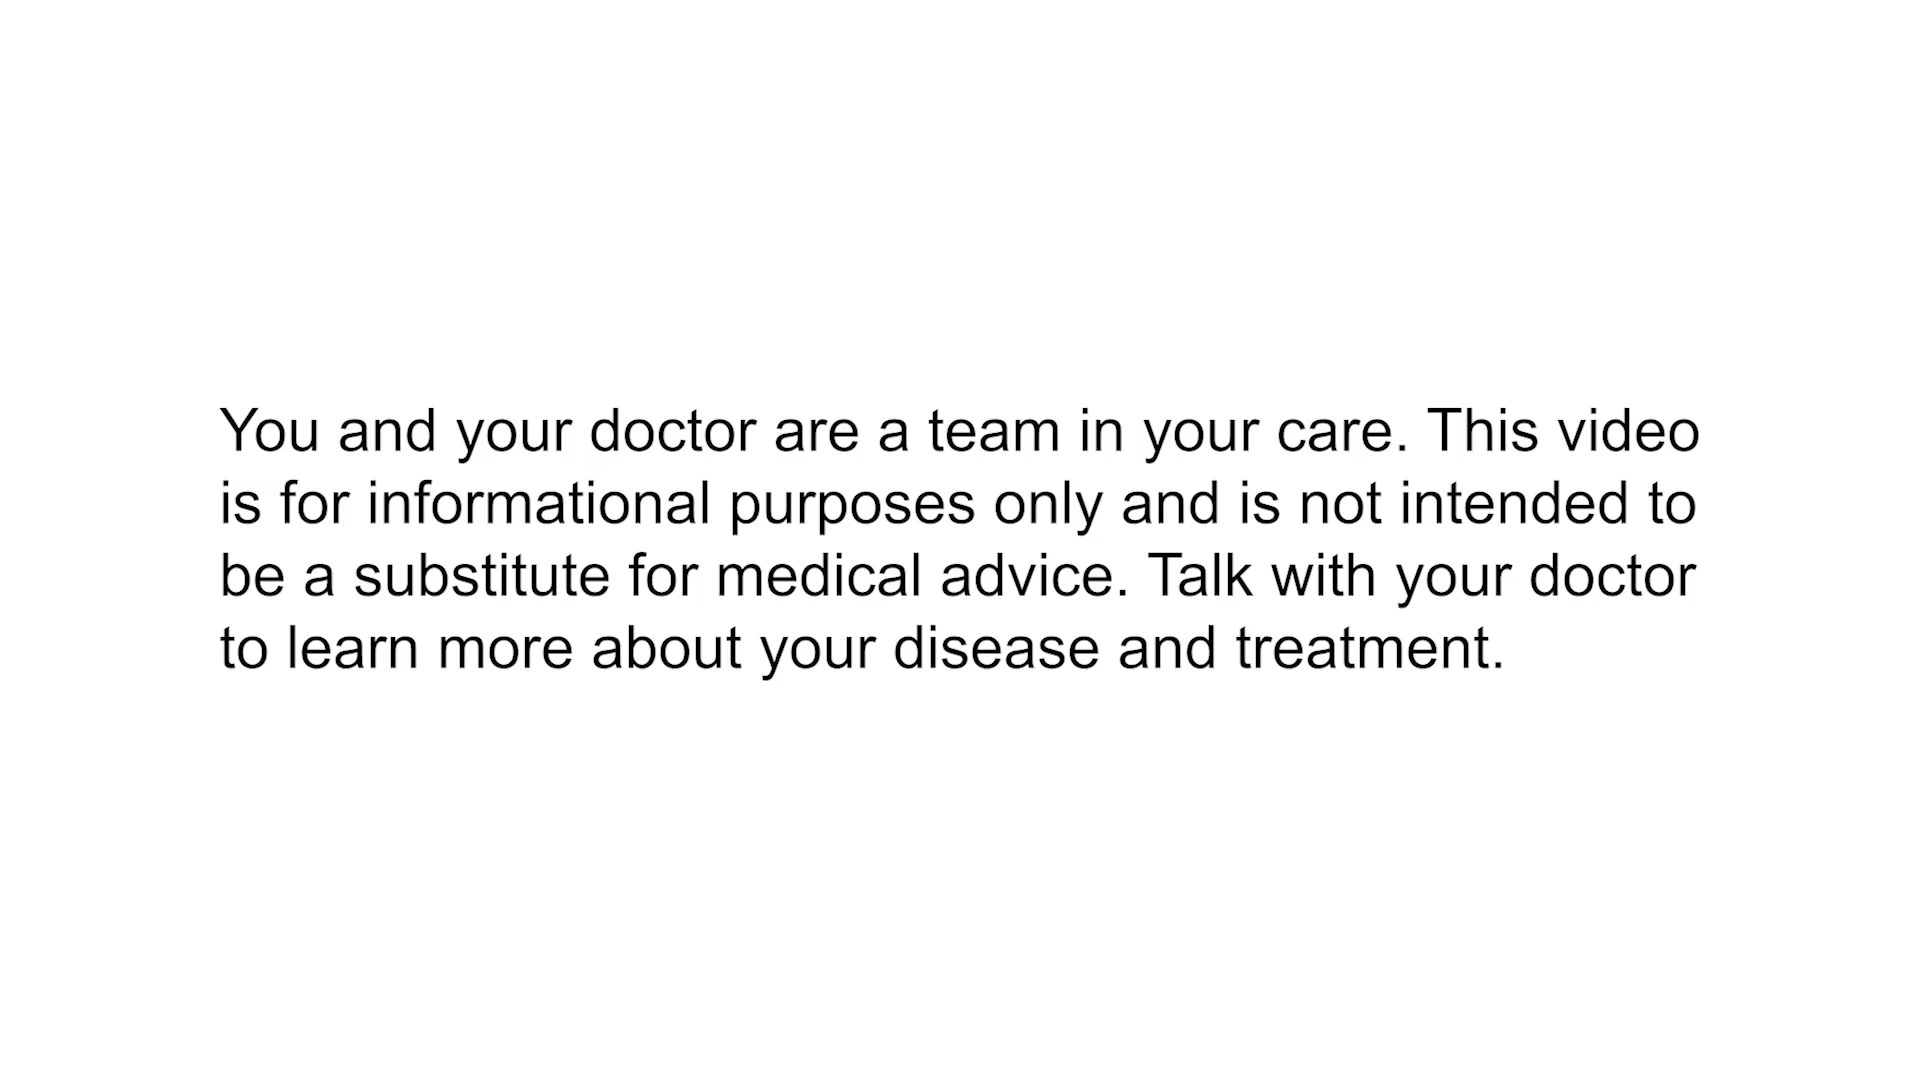 You and your doctor are a team in your care. This video
is for informational purposes only and is not intended to
be a substitute for medical advice. Talk with your doctor
to learn more about your disease and treatment.